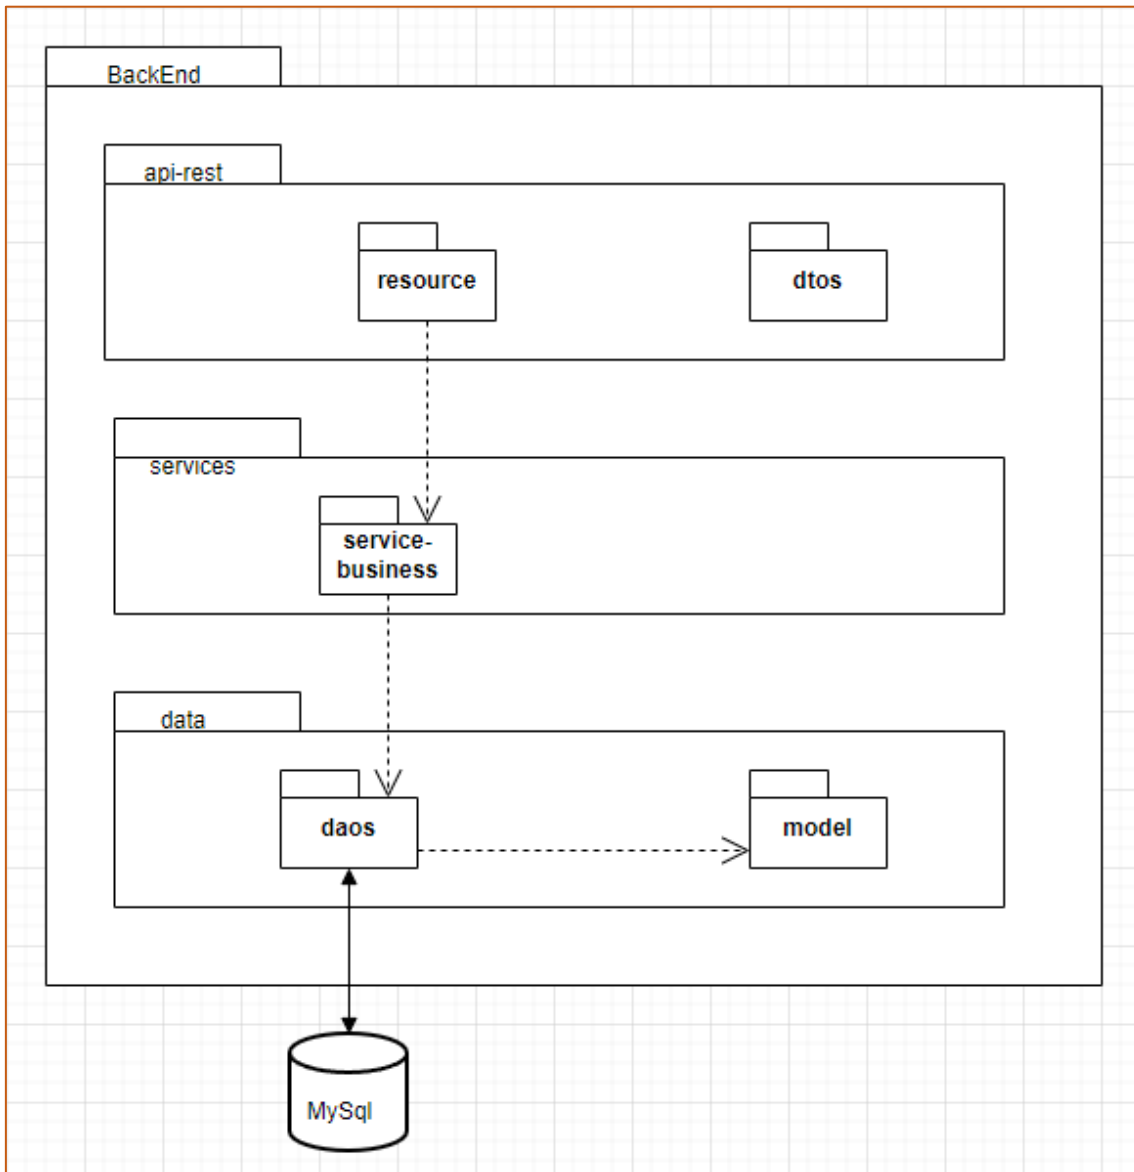 BackEnd
api-rest
resource
dtos
services
service-
business
data
daos
model
MySql